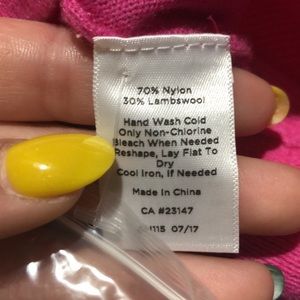 70% Nylon
30% Lambswool
Hand Wash Cold
Only Non-Chlorine
Bleach When Needed
Reshape, Lay Flat To
Dry
Cool Iron, If Needed
Made In China
CA #23147
07/17